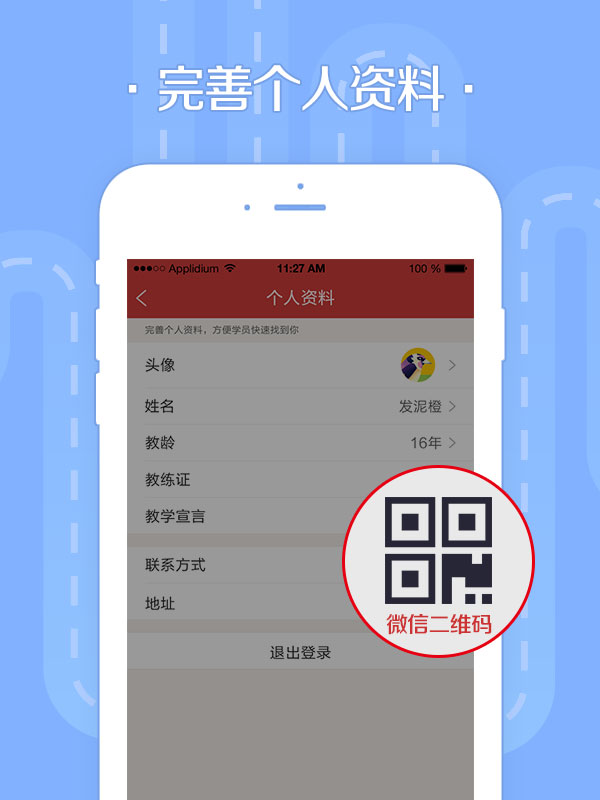 · 完善个人资料 ·
●●●○○ Applidium 11:27 AM 100 %
个人资料
完善个人资料，方便学员快速找到你
头像
姓名 发泥橙
教龄 16年
教练证
教学宣言
联系方式
地址
微信二维码
退出登录